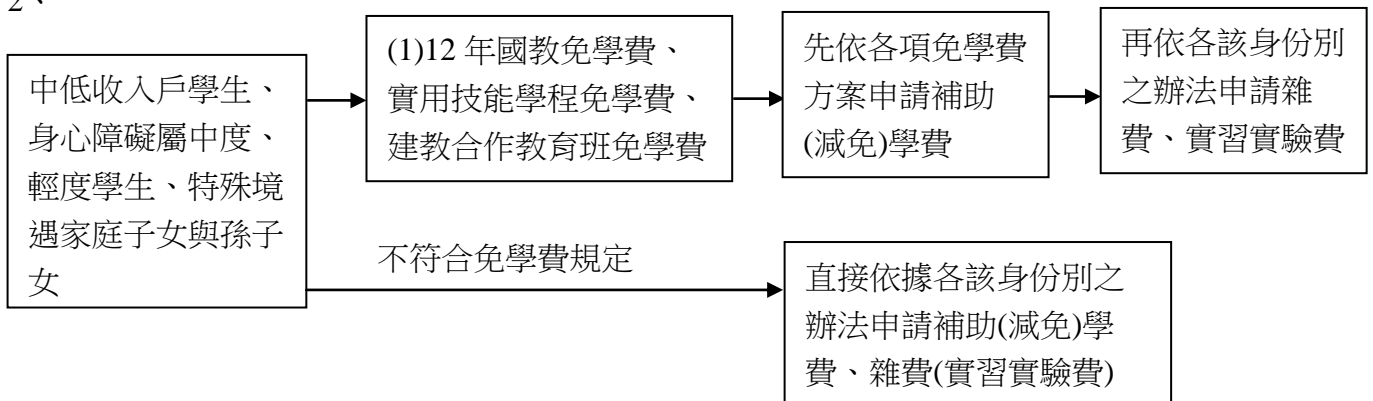 2、
中低收入戶學生、
身心障礙屬中度、
輕度學生、特殊境
遇家庭子女與孫子
女
(1)12 年國教免學費、
實用技能學程免學費、
建教合作教育班免學費
先依各項免學費
方案申請補助
(減免)學費
再依各該身份別
之辦法申請雜
費、實習實驗費
不符合免學費規定
直接依據各該身份別之
辦法申請補助(減免)學
費、雜費(實習實驗費)